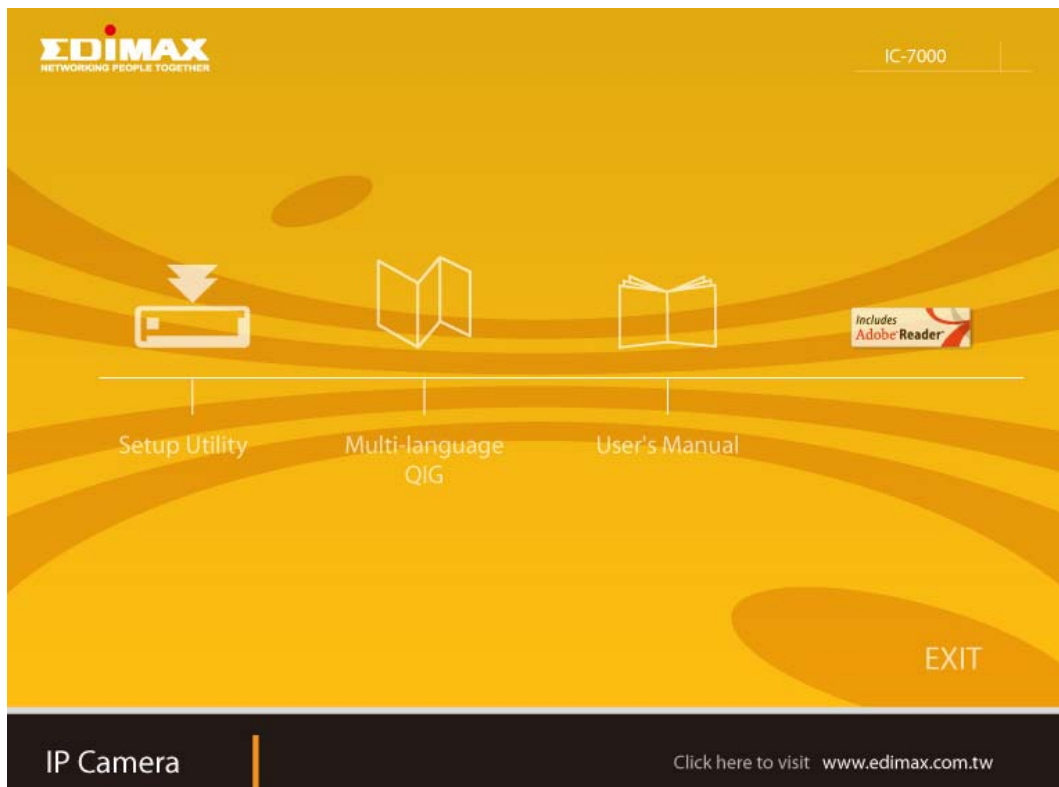 EDIMAX
NETWORKING PEOPLE TOGETHER
IC-7000
Includes
Adobe Reader
Setup Utility
Multi-language
QIG
User's Manual
EXIT
IP Camera
Click here to visit www.edimax.com.tw